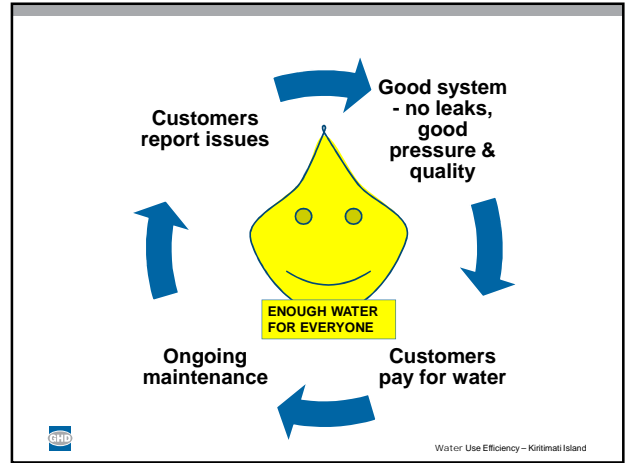 Good system
- no leaks,
good
pressure &
quality
Customers
pay for water
Ongoing
maintenance
Customers
report issues
ENOUGH WATER
FOR EVERYONE
GHD
Water Use Efficiency – Kiritimati Island